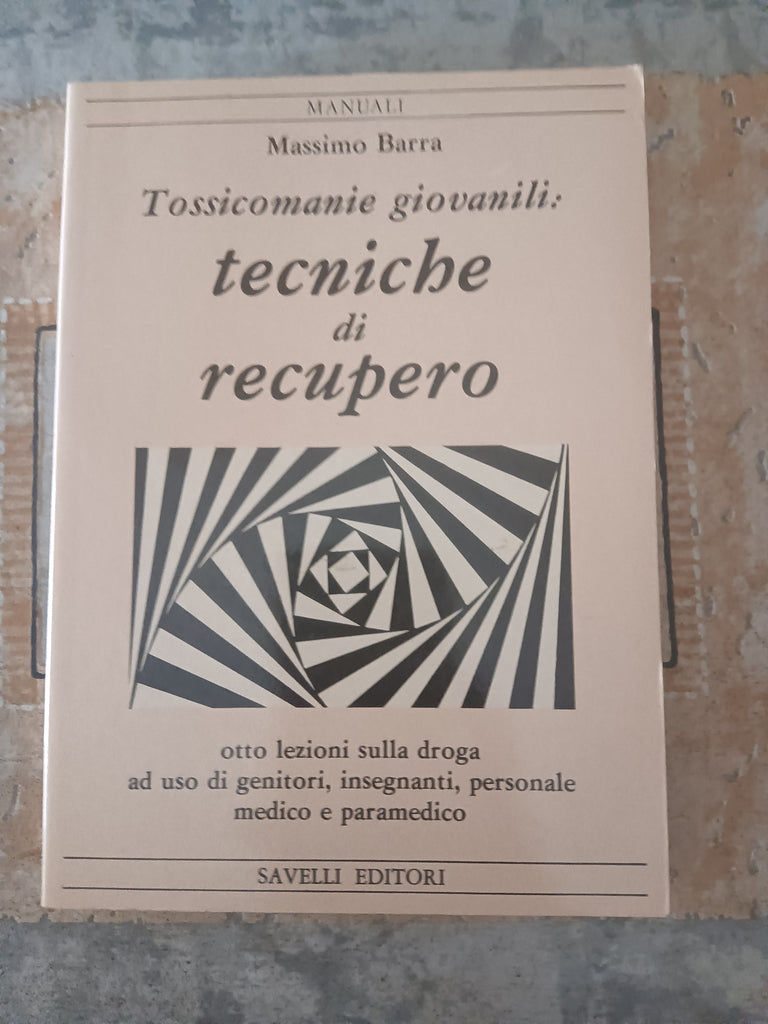 MANUALI
Massimo Barra
Tossicomanie giovanili:
tecniche
di
recupero
otto lezioni sulla droga
ad uso di genitori, insegnanti, personale
medico e paramedico
SAVELLI EDITORI